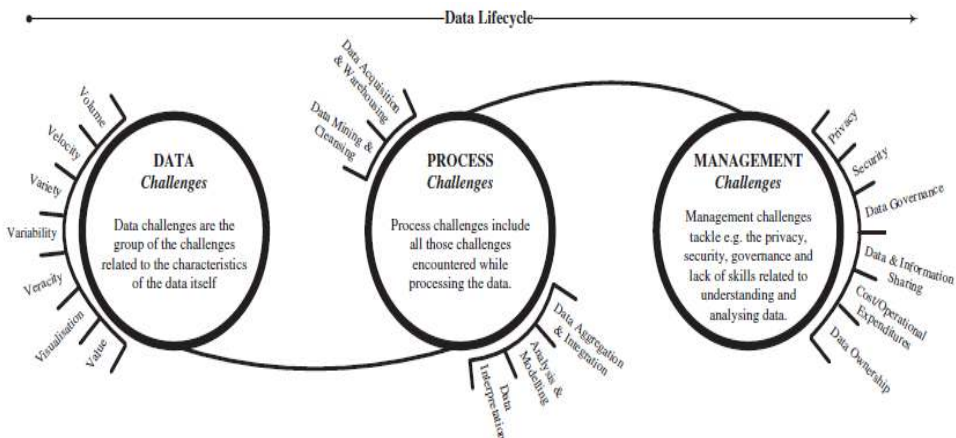 Data Lifecycle
Volume
Velocity
Variety
Variability
Veracity
Visualisation
Value
DATA
Challenges
Data challenges are the
group of the challenges
related to the characteristics
of the data itself
Data Acquisition
& Warehousing
Data Mining &
Cleansing
PROCESS
Challenges
Process challenges include
all those challenges
encountered while
processing the data.
Data Aggregation
& Integration
Analysis &
Modelling
Data
Interpretation
MANAGEMENT
Challenges
Management challenges
tackle e.g. the privacy,
security, governance and
lack of skills related to
understanding and
analysing data.
Privacy
Security
Data Governance
Data & Information
Sharing
Cost/Operational
Expenditures
Data Ownership